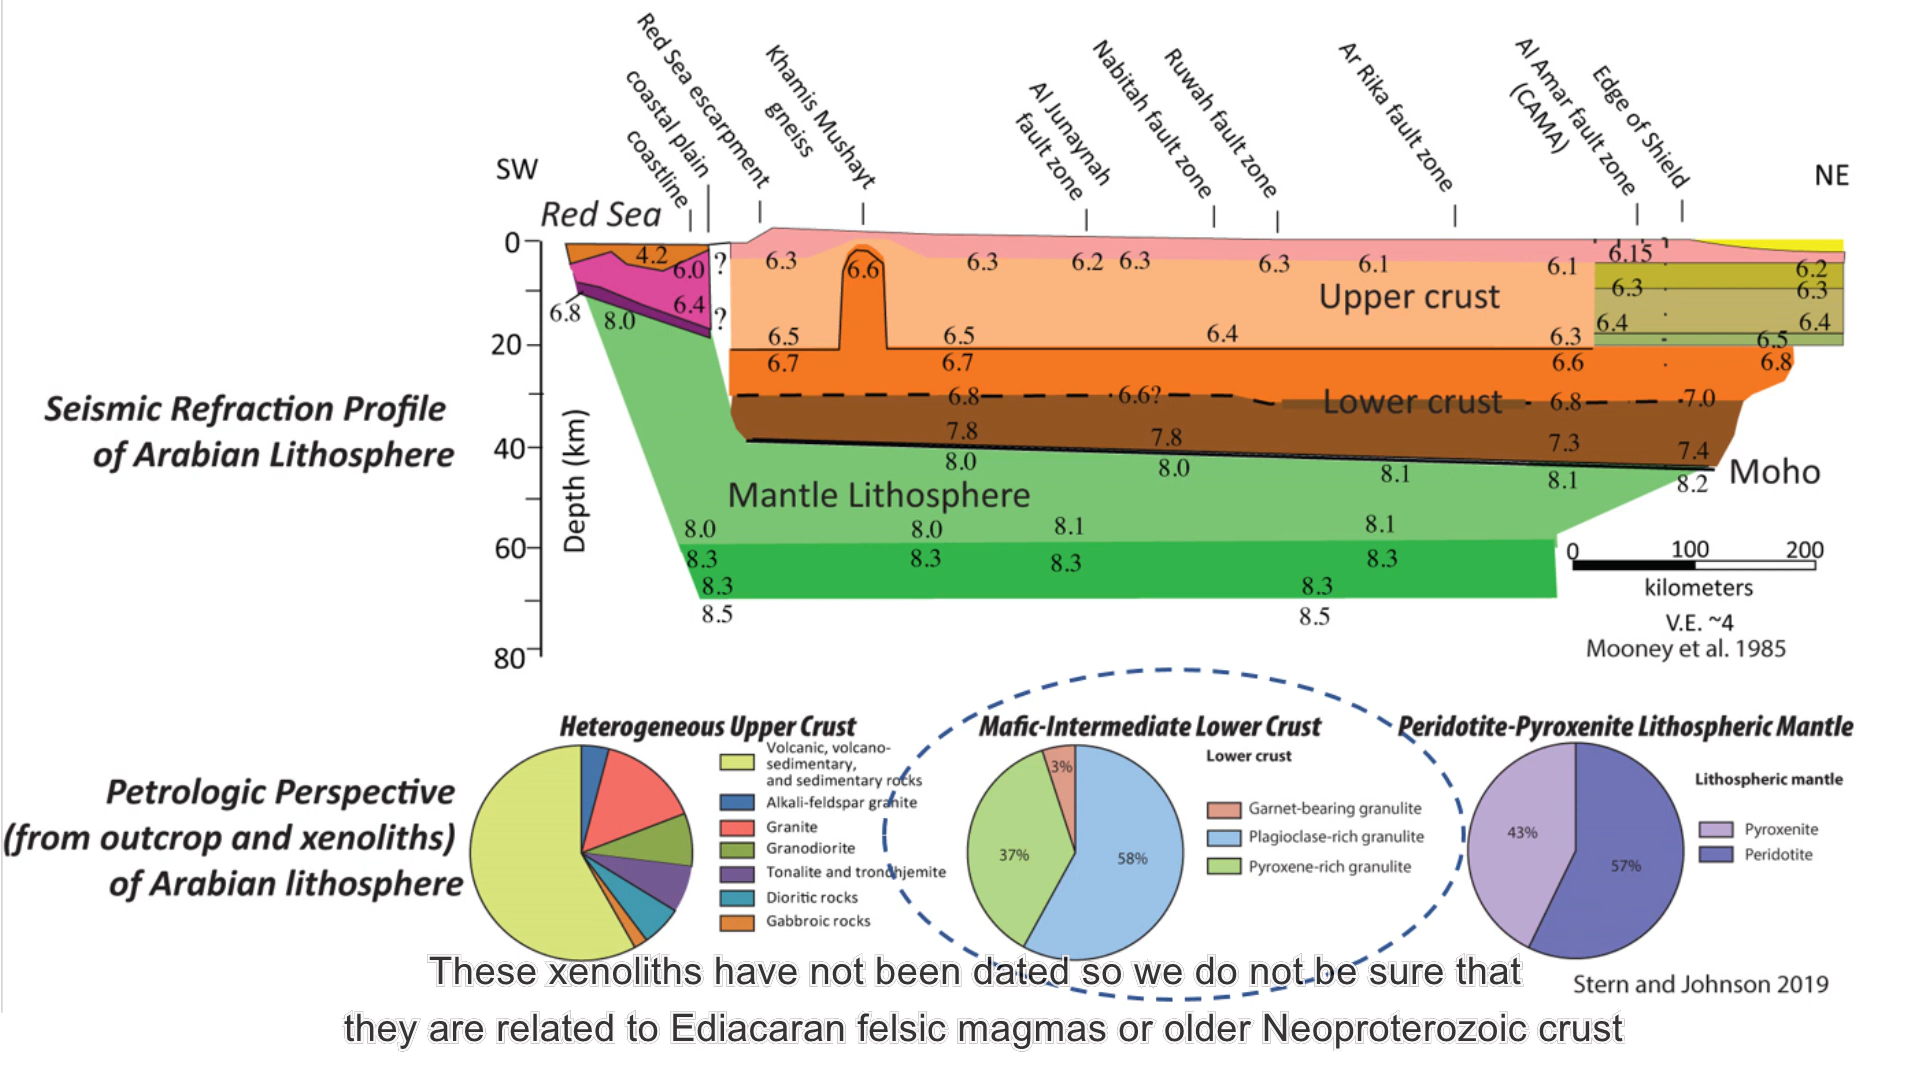 Red Sea escarpment
coastal plain
coastline
Khamis Mushayt
gneiss
Al Junaynah
fault zone
Nabitah fault zone
Ruwah fault zone
Ar Rika fault zone
Al Amar fault zone
(CAMA)
Edge of Shield
SW
NE
Red Sea
0
20
40
60
80
Depth (km)
4.2
6.0
?
6.4
?
6.8
8.0
6.3
6.6
6.3
6.2
6.3
6.3
6.1
6.1
6.15
6.2
6.3
6.3
Upper crust
6.5
6.5
6.4
6.3
6.4
6.4
6.5
6.7
6.7
6.6
6.8
6.8
6.6?
Lower crust
6.8
7.0
7.8
7.8
7.3
7.4
8.0
8.0
8.1
8.1
8.2
Moho
Mantle Lithosphere
8.0
8.0
8.1
8.1
8.3
8.3
8.3
8.3
8.3
8.3
8.5
8.5
0 100 200
kilometers
V.E. ~4
Mooney et al. 1985
Seismic Refraction Profile
of Arabian Lithosphere
Petrologic Perspective
(from outcrop and xenoliths)
of Arabian lithosphere
Heterogeneous Upper Crust
Volcanic, volcano-
sedimentary,
and sedimentary rocks
Alkali-feldspar granite
Granite
Granodiorite
Tonalite and trondhjemite
Dioritic rocks
Gabbroic rocks
Mafic-Intermediate Lower Crust
Lower crust
3%
37%
58%
Garnet-bearing granulite
Plagioclase-rich granulite
Pyroxene-rich granulite
Peridotite-Pyroxenite Lithospheric Mantle
Lithospheric mantle
43%
57%
Pyroxenite
Peridotite
Stern and Johnson 2019
These xenoliths have not been dated so we do not be sure that
they are related to Ediacaran felsic magmas or older Neoproterozoic crust